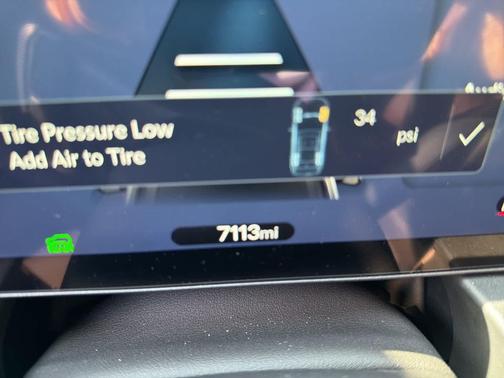 Tire Pressure Low
Add Air to Tire
34
psi
7113mi